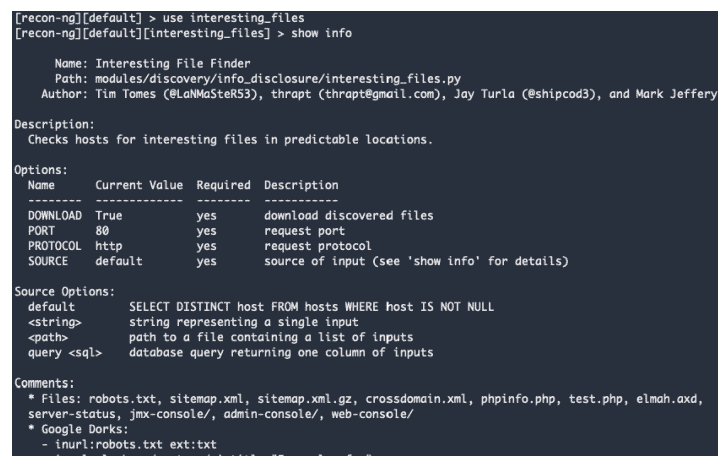 [recon-ng][default] > use interesting_files
[recon-ng][default][interesting_files] > show info
Name: Interesting File Finder
Path: modules/discovery/info_disclosure/interesting_files.py
Author: Tim Tomes (@LaNMaSteR53), thrapt (thrapt@gmail.com), Jay Turla (@shipcod3), and Mark Jeffery
Description:
Checks hosts for interesting files in predictable locations.
Options:
Name Current Value Required Description
-------- ------------- -------- -----------
DOWNLOAD True yes download discovered files
PORT 80 yes request port
PROTOCOL http yes request protocol
SOURCE default yes source of input (see 'show info' for details)
Source Options:
default SELECT DISTINCT host FROM hosts WHERE host IS NOT NULL
<string> string representing a single input
<path> path to a file containing a list of inputs
query <sql> database query returning one column of inputs
Comments:
* Files: robots.txt, sitemap.xml, sitemap.xml.gz, crossdomain.xml, phpinfo.php, test.php, elmah.axd,
server-status, jmx-console/, admin-console/, web-console/
* Google Dorks:
- inurl:robots.txt ext:txt